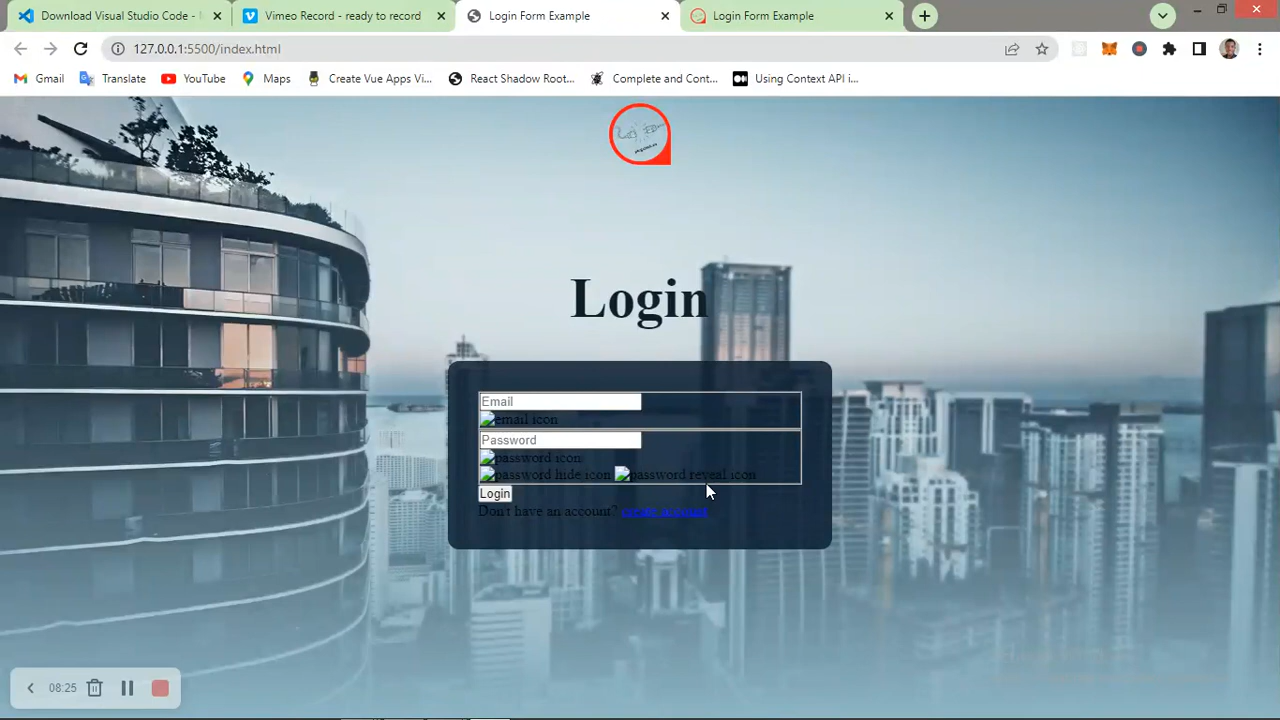 Download Visual Studio Code -
Vimeo Record - ready to record
Login Form Example
Login Form Example
127.0.0.1:5500/index.html
Gmail
Translate
YouTube
Maps
Create Vue Apps Vi...
React Shadow Root...
Complete and Cont...
Using Context API i...
Login
Email
email icon
Password
password icon
password hide icon password reveal icon
Login
Don't have an account? create account
08:25